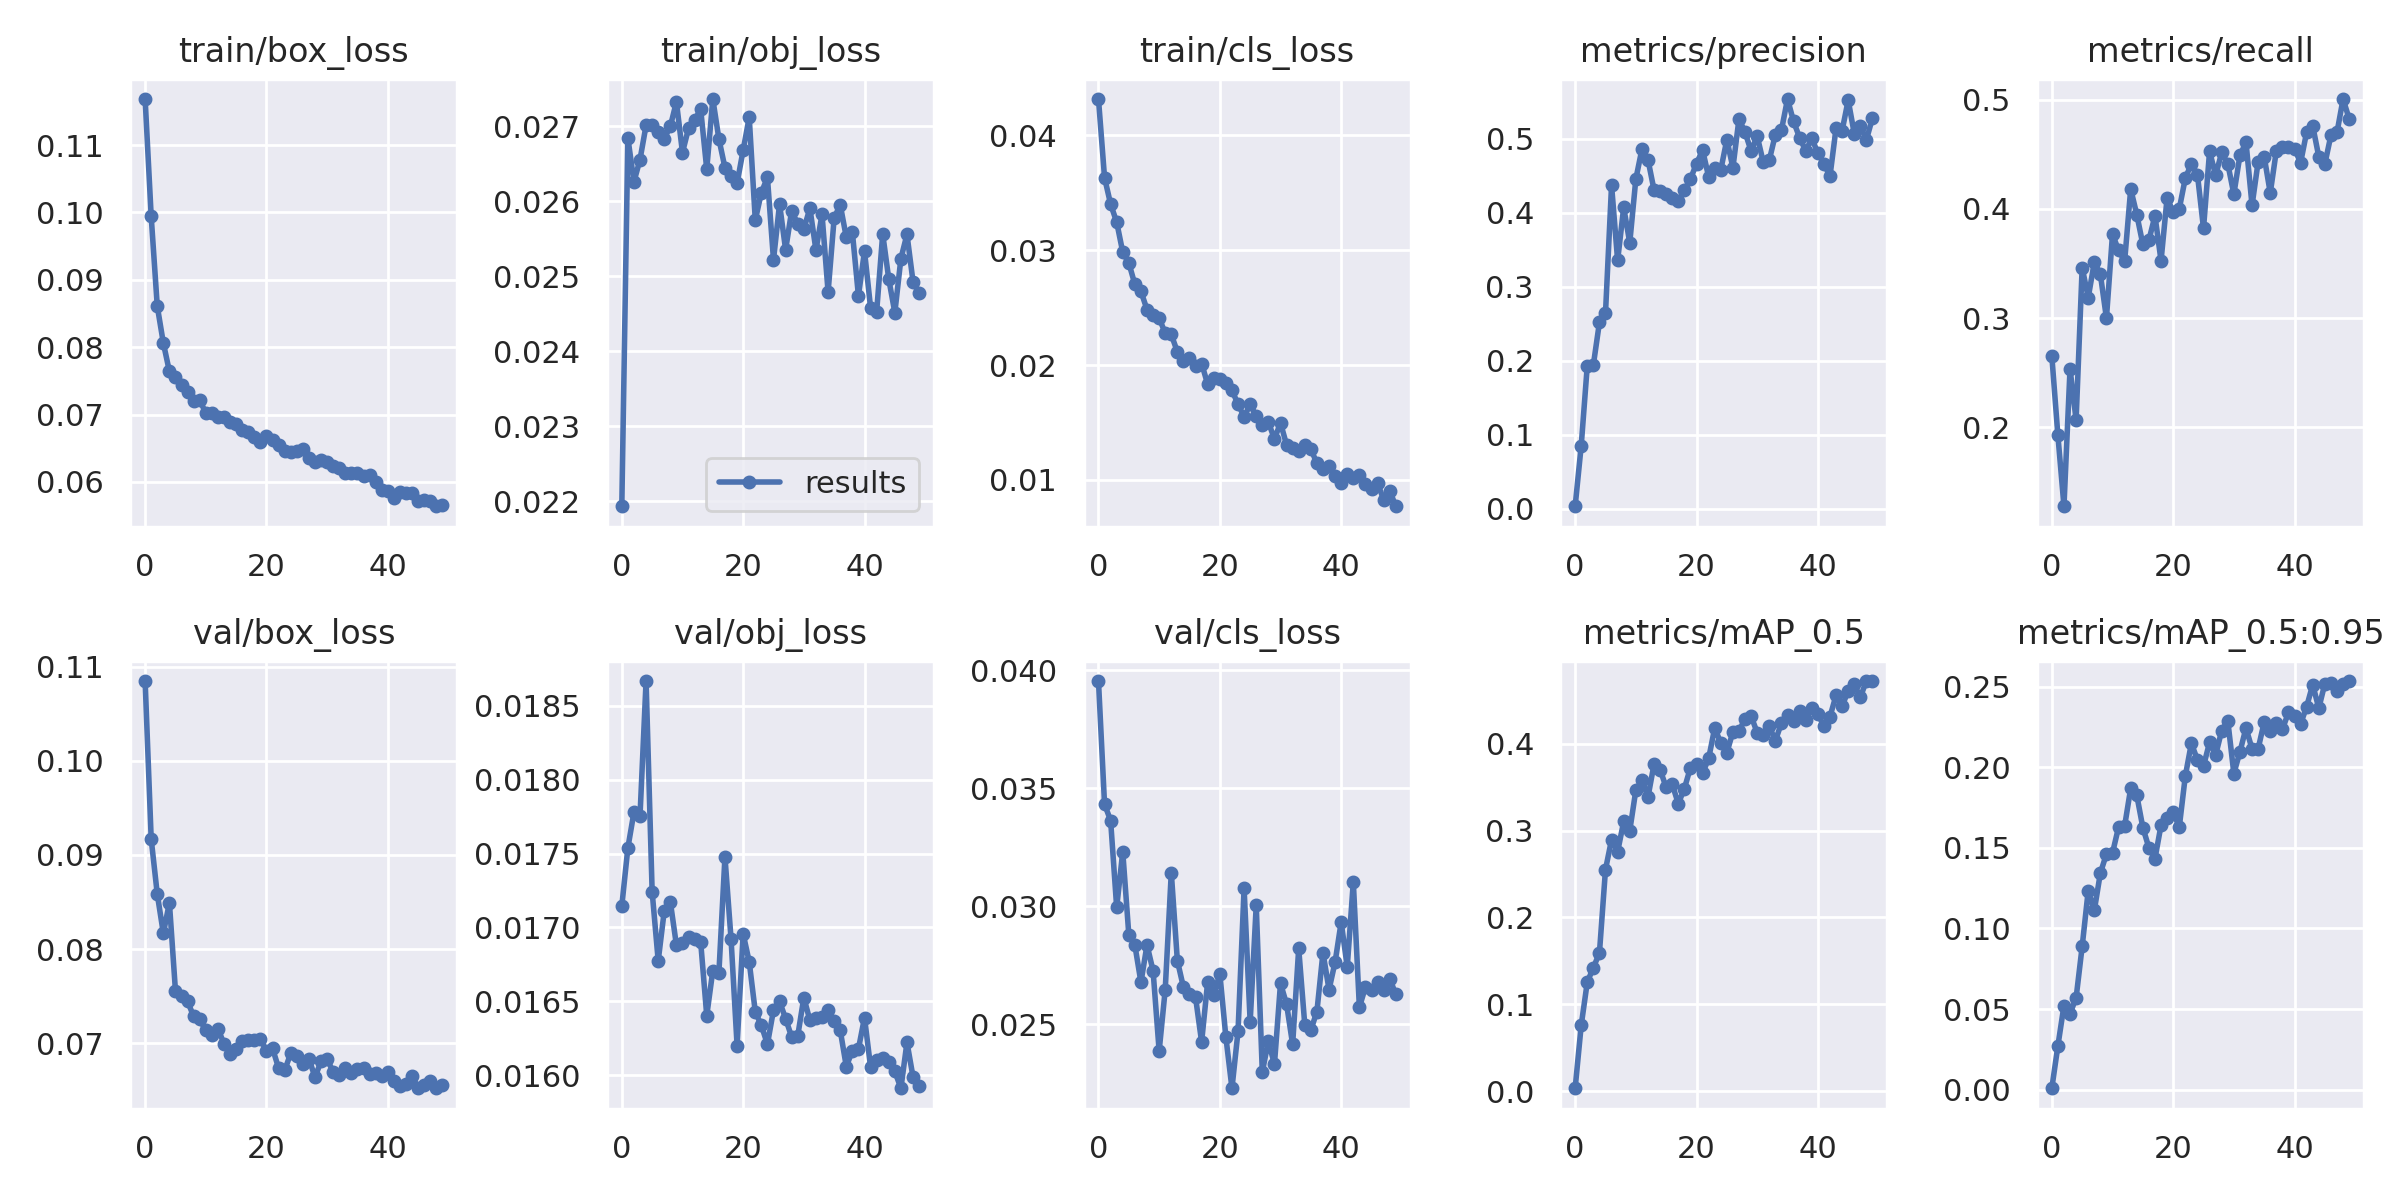 train/box_loss
train/obj_loss
train/cls_loss
metrics/precision
metrics/recall
0.11
0.10
0.09
0.08
0.07
0.06
0 20 40
0.027
0.026
0.025
0.024
0.023
0.022
results
0 20 40
0.04
0.03
0.02
0.01
0 20 40
0.5
0.4
0.3
0.2
0.1
0.0
0 20 40
0.5
0.4
0.3
0.2
0 20 40
val/box_loss
val/obj_loss
val/cls_loss
metrics/mAP_0.5
metrics/mAP_0.5:0.95
0.11
0.10
0.09
0.08
0.07
0 20 40
0.0185
0.0180
0.0175
0.0170
0.0165
0.0160
0 20 40
0.040
0.035
0.030
0.025
0 20 40
0.4
0.3
0.2
0.1
0.0
0 20 40
0.25
0.20
0.15
0.10
0.05
0.00
0 20 40